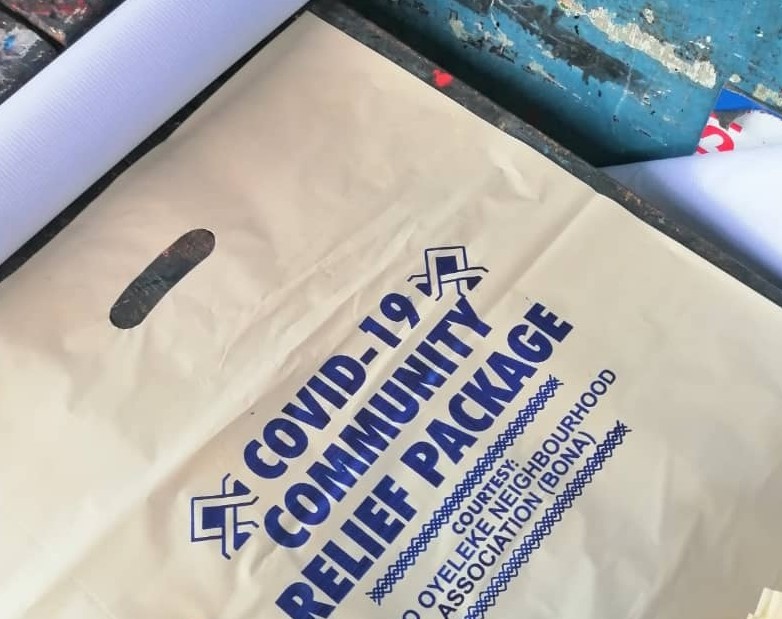 COVID-19
COMMUNITY
RELIEF PACKAGE
COURTESY:
OYELEKE NEIGHBOURHOOD
ASSOCIATION (BONA)